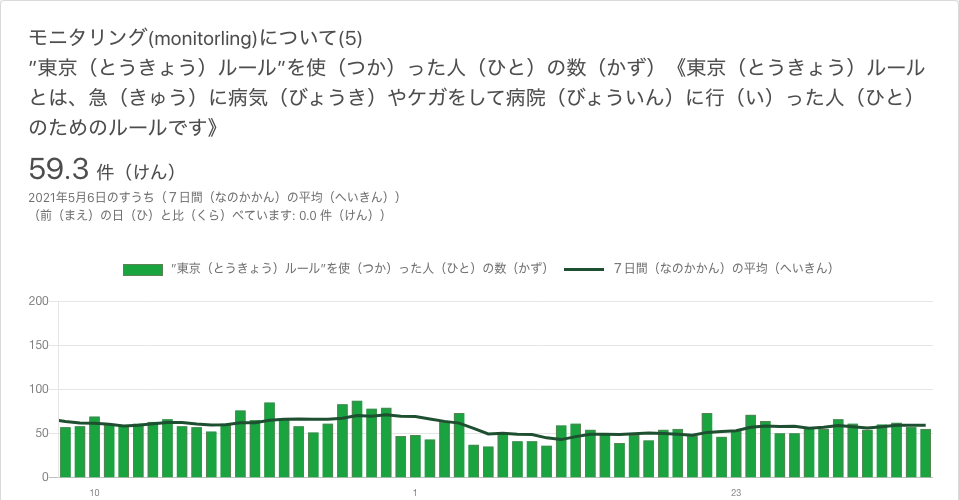 モニタリング(monitorling)について(5)
”東京（とうきょう）ルール”を使（つか）った人（ひと）の数（かず）《東京（とうきょう）ルール
とは、急（きゅう）に病気（びょうき）やケガをして病院（びょういん）に行（い）った人（ひと）
のためのルールです》
59.3 件（けん）
2021年5月6日のすうち（７日間（なのかかん）の平均（へいきん））
（前（まえ）の日（ひ）と比（くら）べています: 0.0 件（けん））
”東京（とうきょう）ルール”を使（つか）った人（ひと）の数（かず） ７日間（なのかかん）の平均（へいきん）
200
150
100
50
0
10 1 23